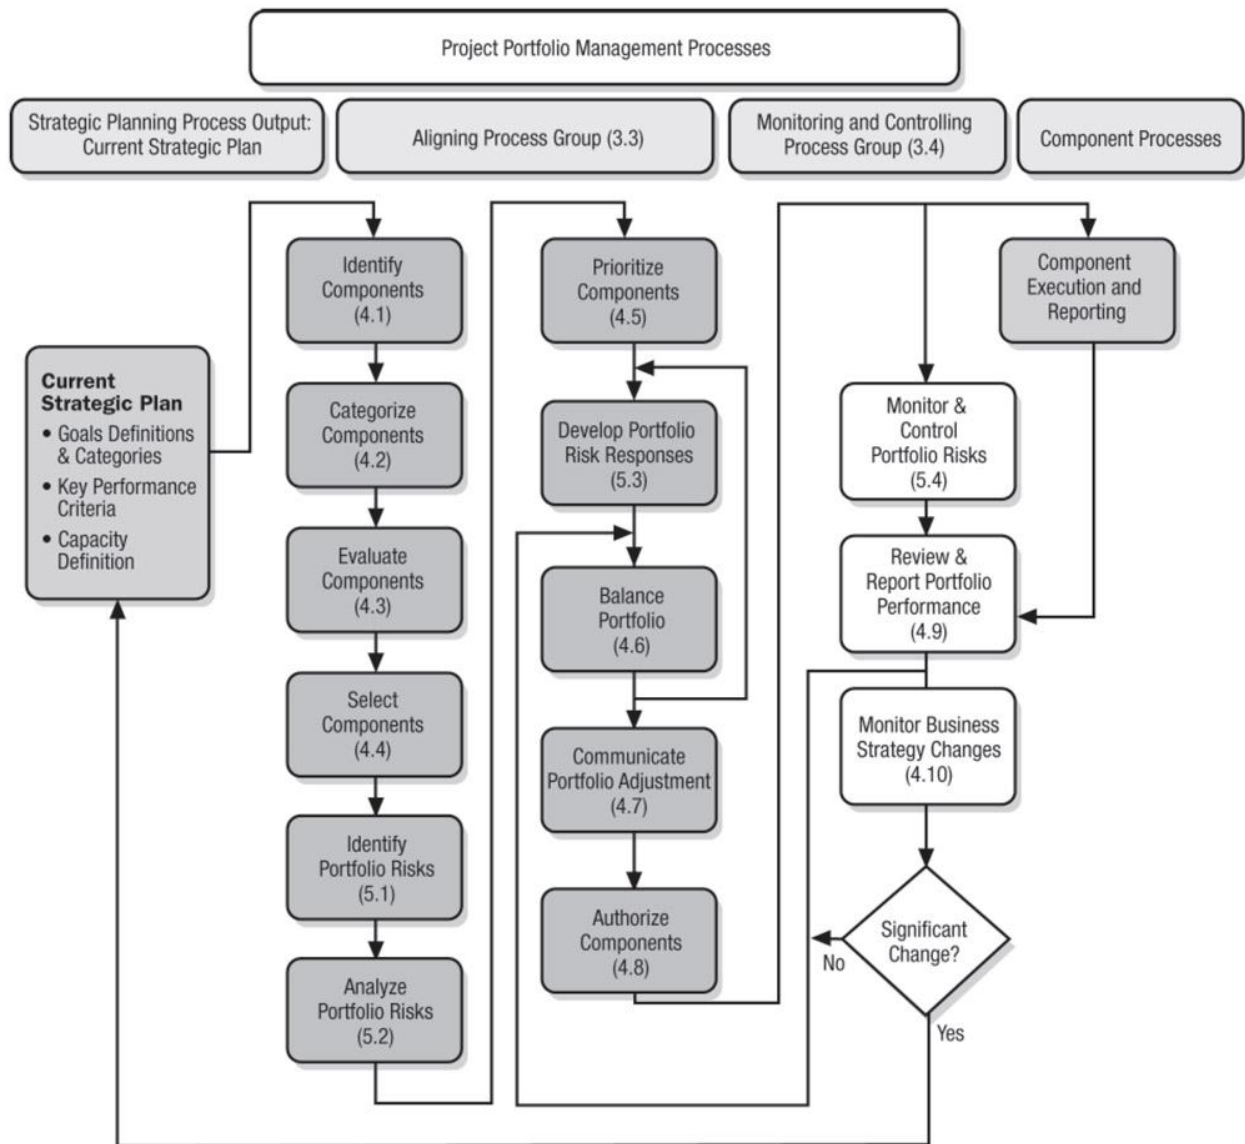 Project Portfolio Management Processes
Strategic Planning Process Output:
Current Strategic Plan
Aligning Process Group (3.3)
Monitoring and Controlling
Process Group (3.4)
Component Processes
Current
Strategic Plan
• Goals Definitions
& Categories
• Key Performance
Criteria
• Capacity
Definition
Identify
Components
(4.1)
Categorize
Components
(4.2)
Evaluate
Components
(4.3)
Select
Components
(4.4)
Identify
Portfolio Risks
(5.1)
Analyze
Portfolio Risks
(5.2)
Prioritize
Components
(4.5)
Develop Portfolio
Risk Responses
(5.3)
Balance
Portfolio
(4.6)
Communicate
Portfolio Adjustment
(4.7)
Authorize
Components
(4.8)
Monitor &
Control
Portfolio Risks
(5.4)
Review &
Report Portfolio
Performance
(4.9)
Monitor Business
Strategy Changes
(4.10)
Significant
Change?
No
Yes
Component
Execution and
Reporting